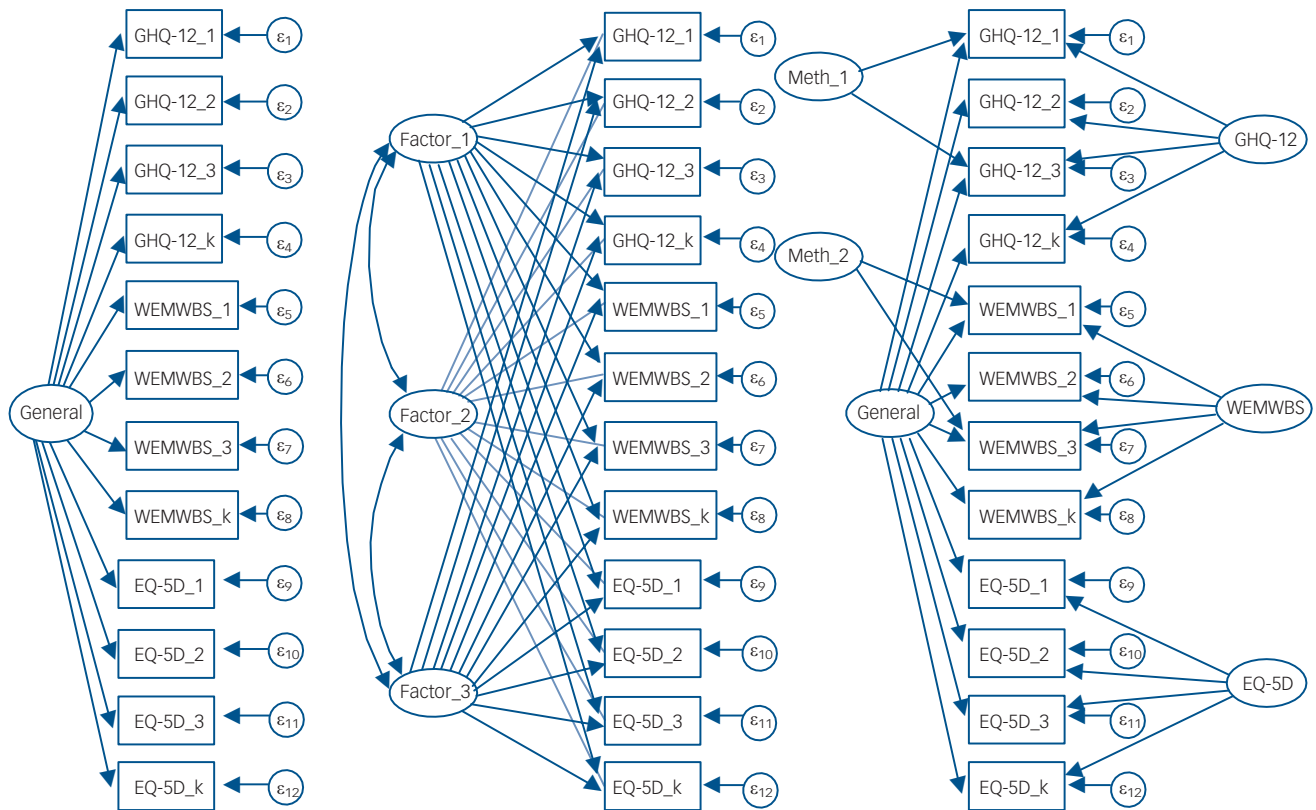 GHQ-12_1
ε1
GHQ-12_2
ε2
GHQ-12_3
ε3
GHQ-12_k
ε4
WEMWBS_1
ε5
WEMWBS_2
ε6
General
WEMWBS_3
ε7
WEMWBS_k
ε8
EQ-5D_1
ε9
EQ-5D_2
ε10
EQ-5D_3
ε11
EQ-5D_k
ε12
Factor_1
Factor_2
Factor_3
GHQ-12_1
ε1
GHQ-12_2
ε2
GHQ-12_3
ε3
GHQ-12_k
ε4
WEMWBS_1
ε5
WEMWBS_2
ε6
WEMWBS_3
ε7
WEMWBS_k
ε8
EQ-5D_1
ε9
EQ-5D_2
ε10
EQ-5D_3
ε11
EQ-5D_k
ε12
Meth_1
Meth_2
General
GHQ-12_1
ε1
GHQ-12_2
ε2
GHQ-12_3
ε3
GHQ-12_k
ε4
WEMWBS_1
ε5
WEMWBS_2
ε6
WEMWBS_3
ε7
WEMWBS_k
ε8
EQ-5D_1
ε9
EQ-5D_2
ε10
EQ-5D_3
ε11
EQ-5D_k
ε12
GHQ-12
WEMWBS
EQ-5D